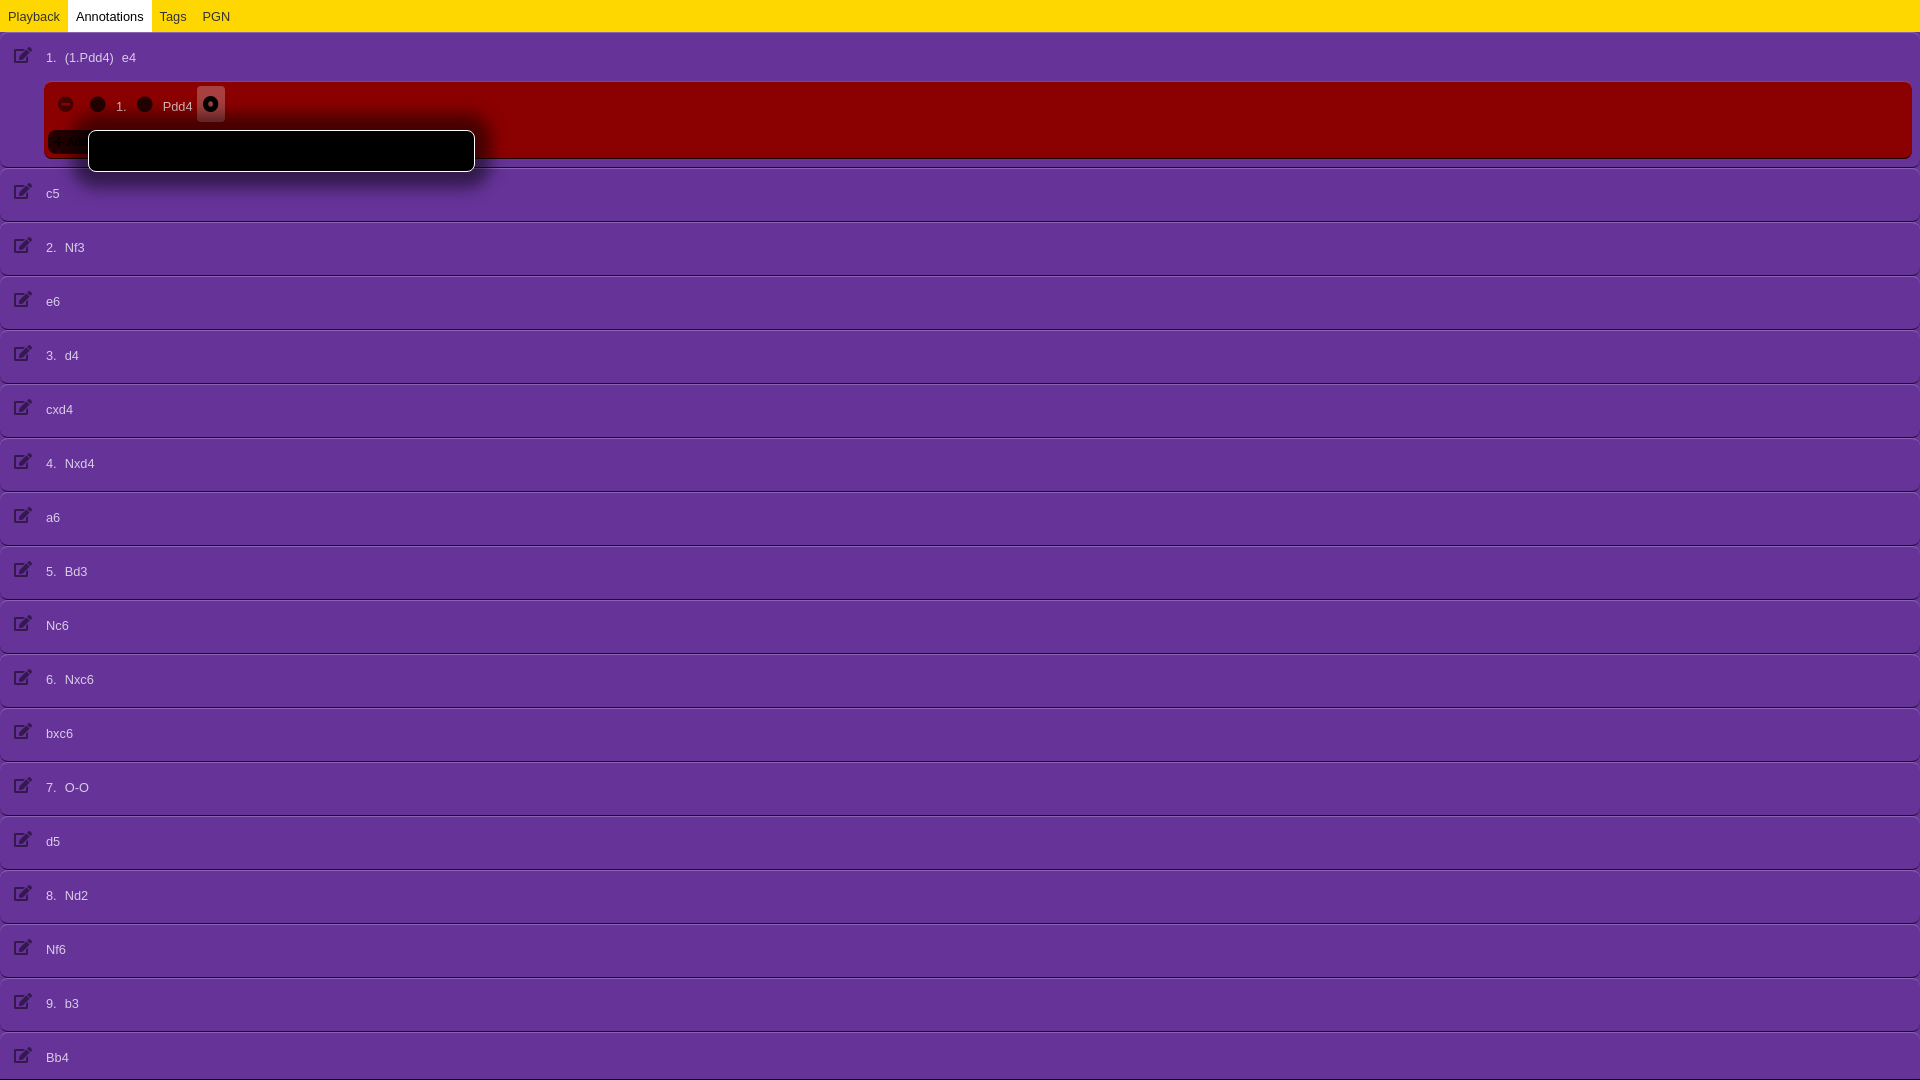 Playback Annotations Tags PGN
1. (1.Pdd4) e4
1. Pdd4
c5
2. Nf3
e6
3. d4
cxd4
4. Nxd4
a6
5. Bd3
Nc6
6. Nxc6
bxc6
7. O-O
d5
8. Nd2
Nf6
9. b3
Bb4